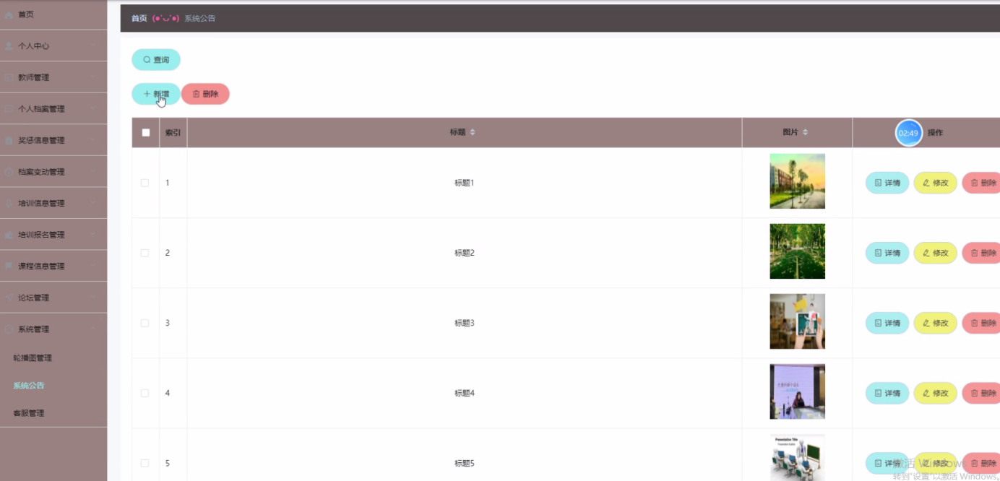 首页
个人中心
教师管理
个人档案管理
奖惩信息管理
档案变动管理
培训信息管理
培训报名管理
课程信息管理
论坛管理
系统管理
轮播图管理
系统公告
客服管理
首页 (●'◡'●) 系统公告
查询
新增 删除
索引 标题 图片 02:49 操作
1 标题1 详情 修改 删除
2 标题2 详情 修改 删除
3 标题3 详情 修改 删除
4 标题4 详情 修改 删除
Presentation Title
5 标题5 详情 修改 删除
激活 Windows
转到"设置"以激活 Windows。